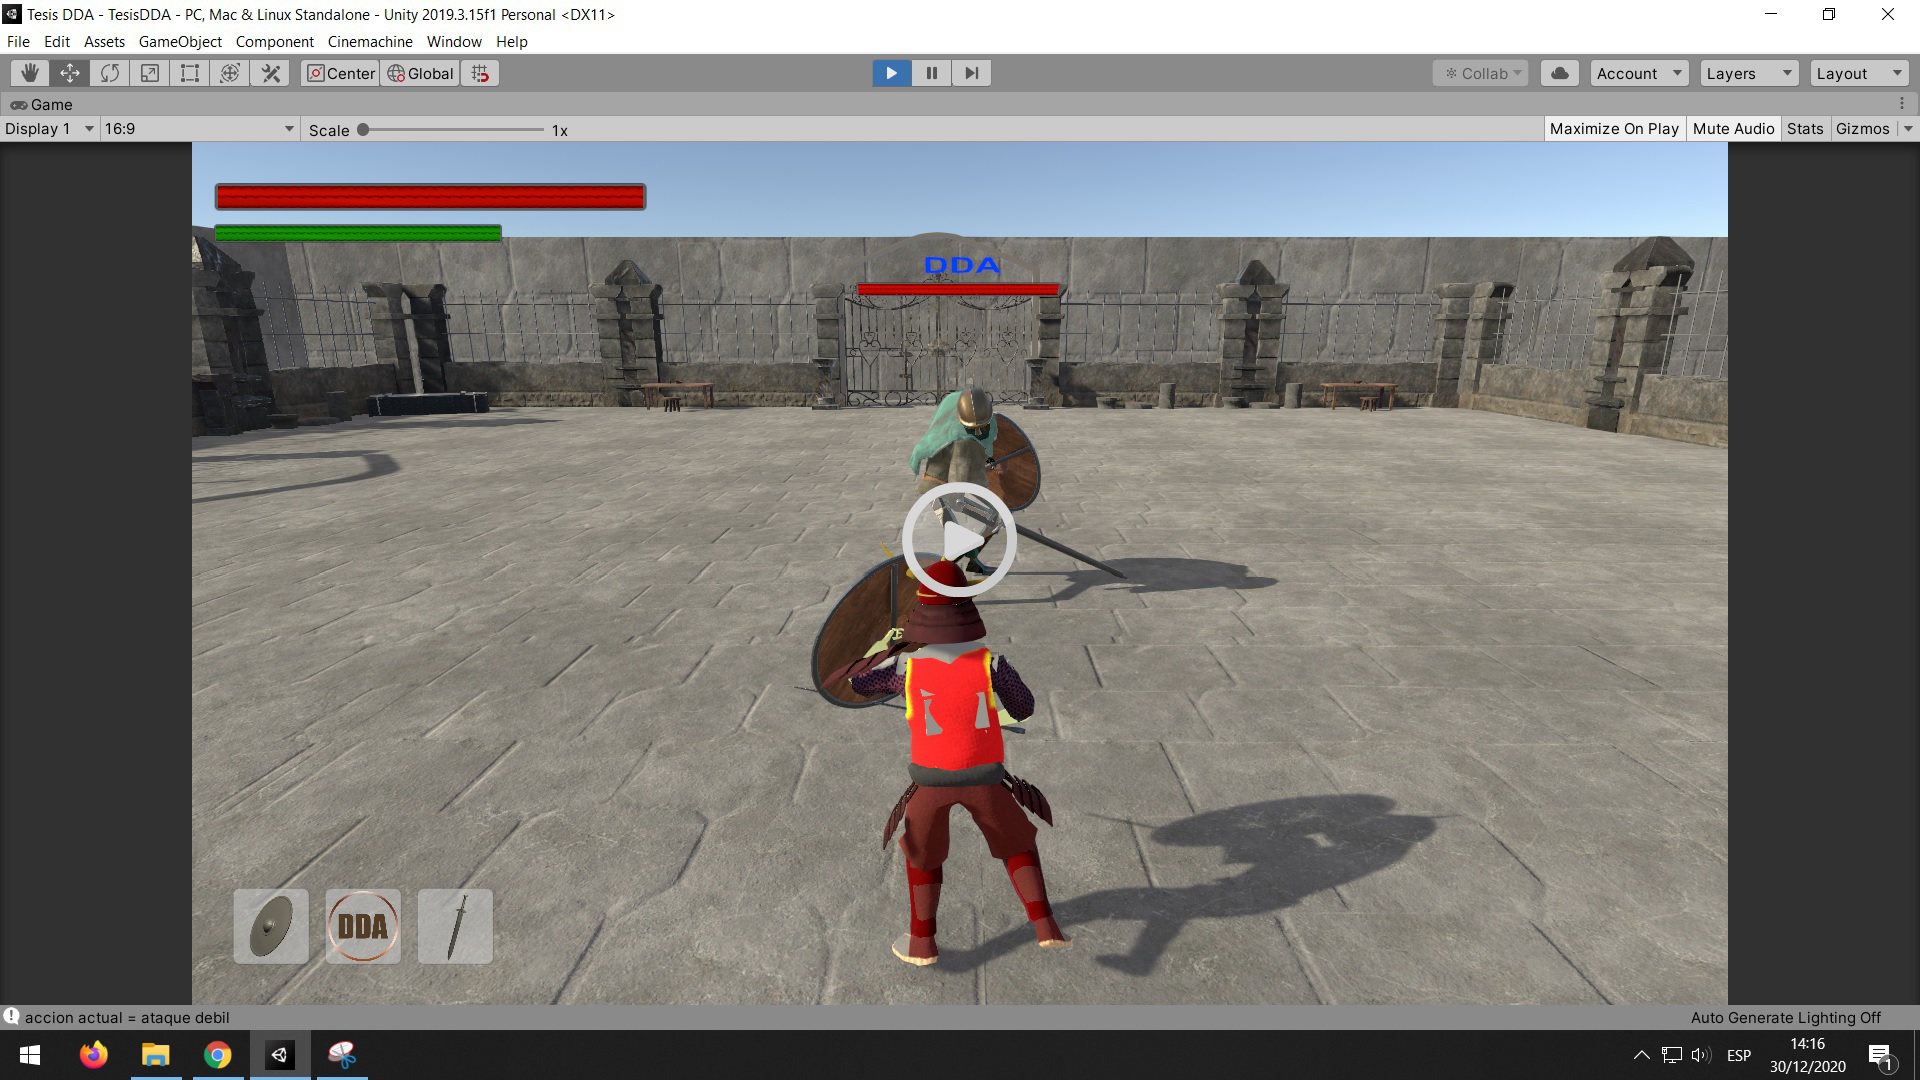 Tesis DDA - TesisDDA - PC, Mac & Linux Standalone - Unity 2019.3.15f1 Personal <DX11>
File Edit Assets GameObject Component Cinemachine Window Help
Center Global Collab Account Layers Layout
Game
Display 1 16:9 Scale 1x Maximize On Play Mute Audio Stats Gizmos
DDA
DDA
accion actual = ataque debil Auto Generate Lighting Off
ESP
14:16
30/12/2020
1